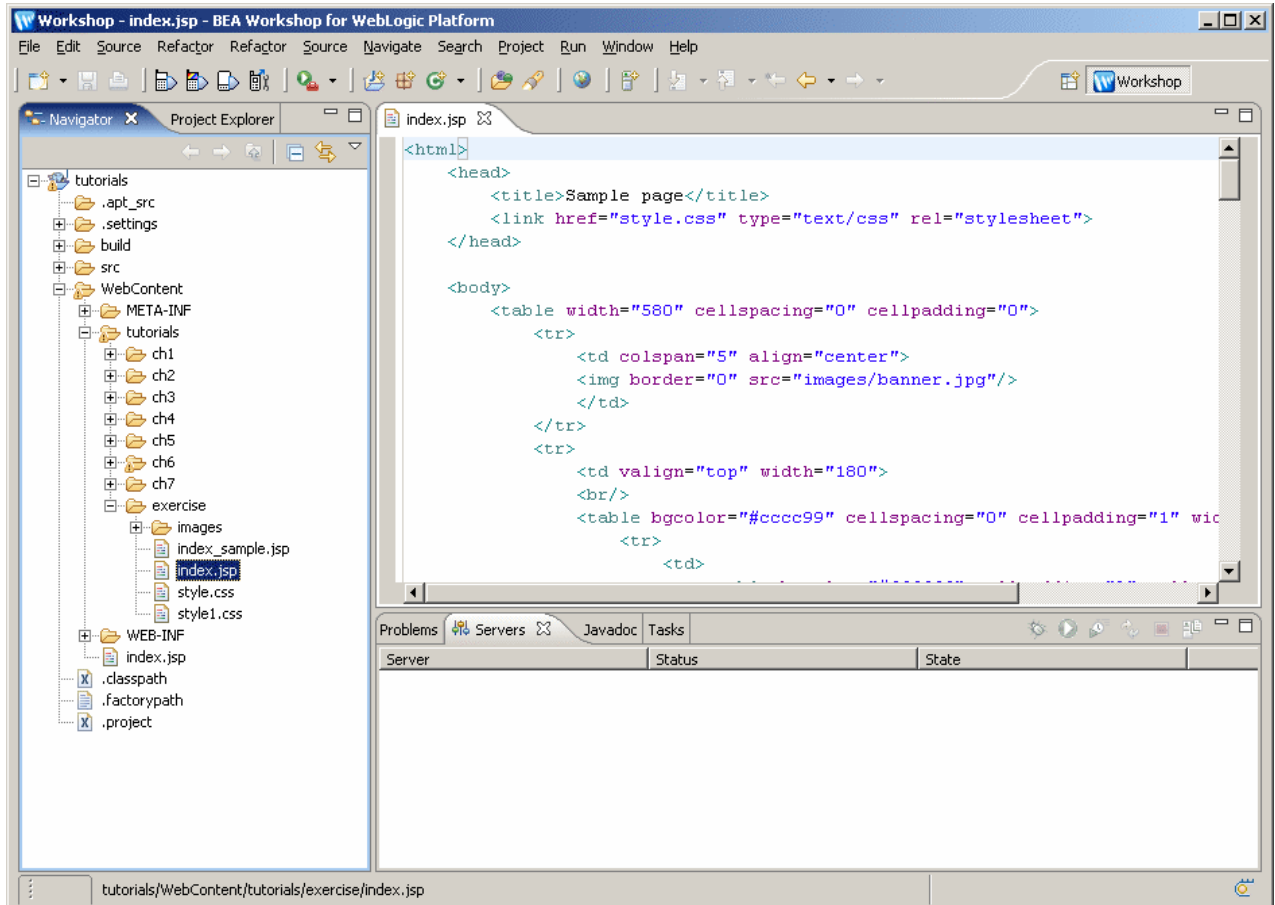 Workshop - index.jsp - BEA Workshop for WebLogic Platform
File Edit Source Refactor Refactor Source Navigate Search Project Run Window Help
Workshop
Navigator Project Explorer
tutorials
.apt_src
.settings
build
src
WebContent
META-INF
tutorials
ch1
ch2
ch3
ch4
ch5
ch6
ch7
exercise
images
index_sample.jsp
index.jsp
style.css
style1.css
WEB-INF
index.jsp
.classpath
.factorypath
.project
index.jsp
<html>
<head>
<title>Sample page</title>
<link href="style.css" type="text/css" rel="stylesheet">
</head>
<body>
<table width="580" cellspacing="0" cellpadding="0">
<tr>
<td colspan="5" align="center">
<img border="0" src="images/banner.jpg"/>
</td>
</tr>
<tr>
<td valign="top" width="180">
<br/>
<table bgcolor="#cccc99" cellspacing="0" cellpadding="1" wid
<tr>
<td>
Problems Servers Javadoc Tasks
Server Status State
tutorials/WebContent/tutorials/exercise/index.jsp